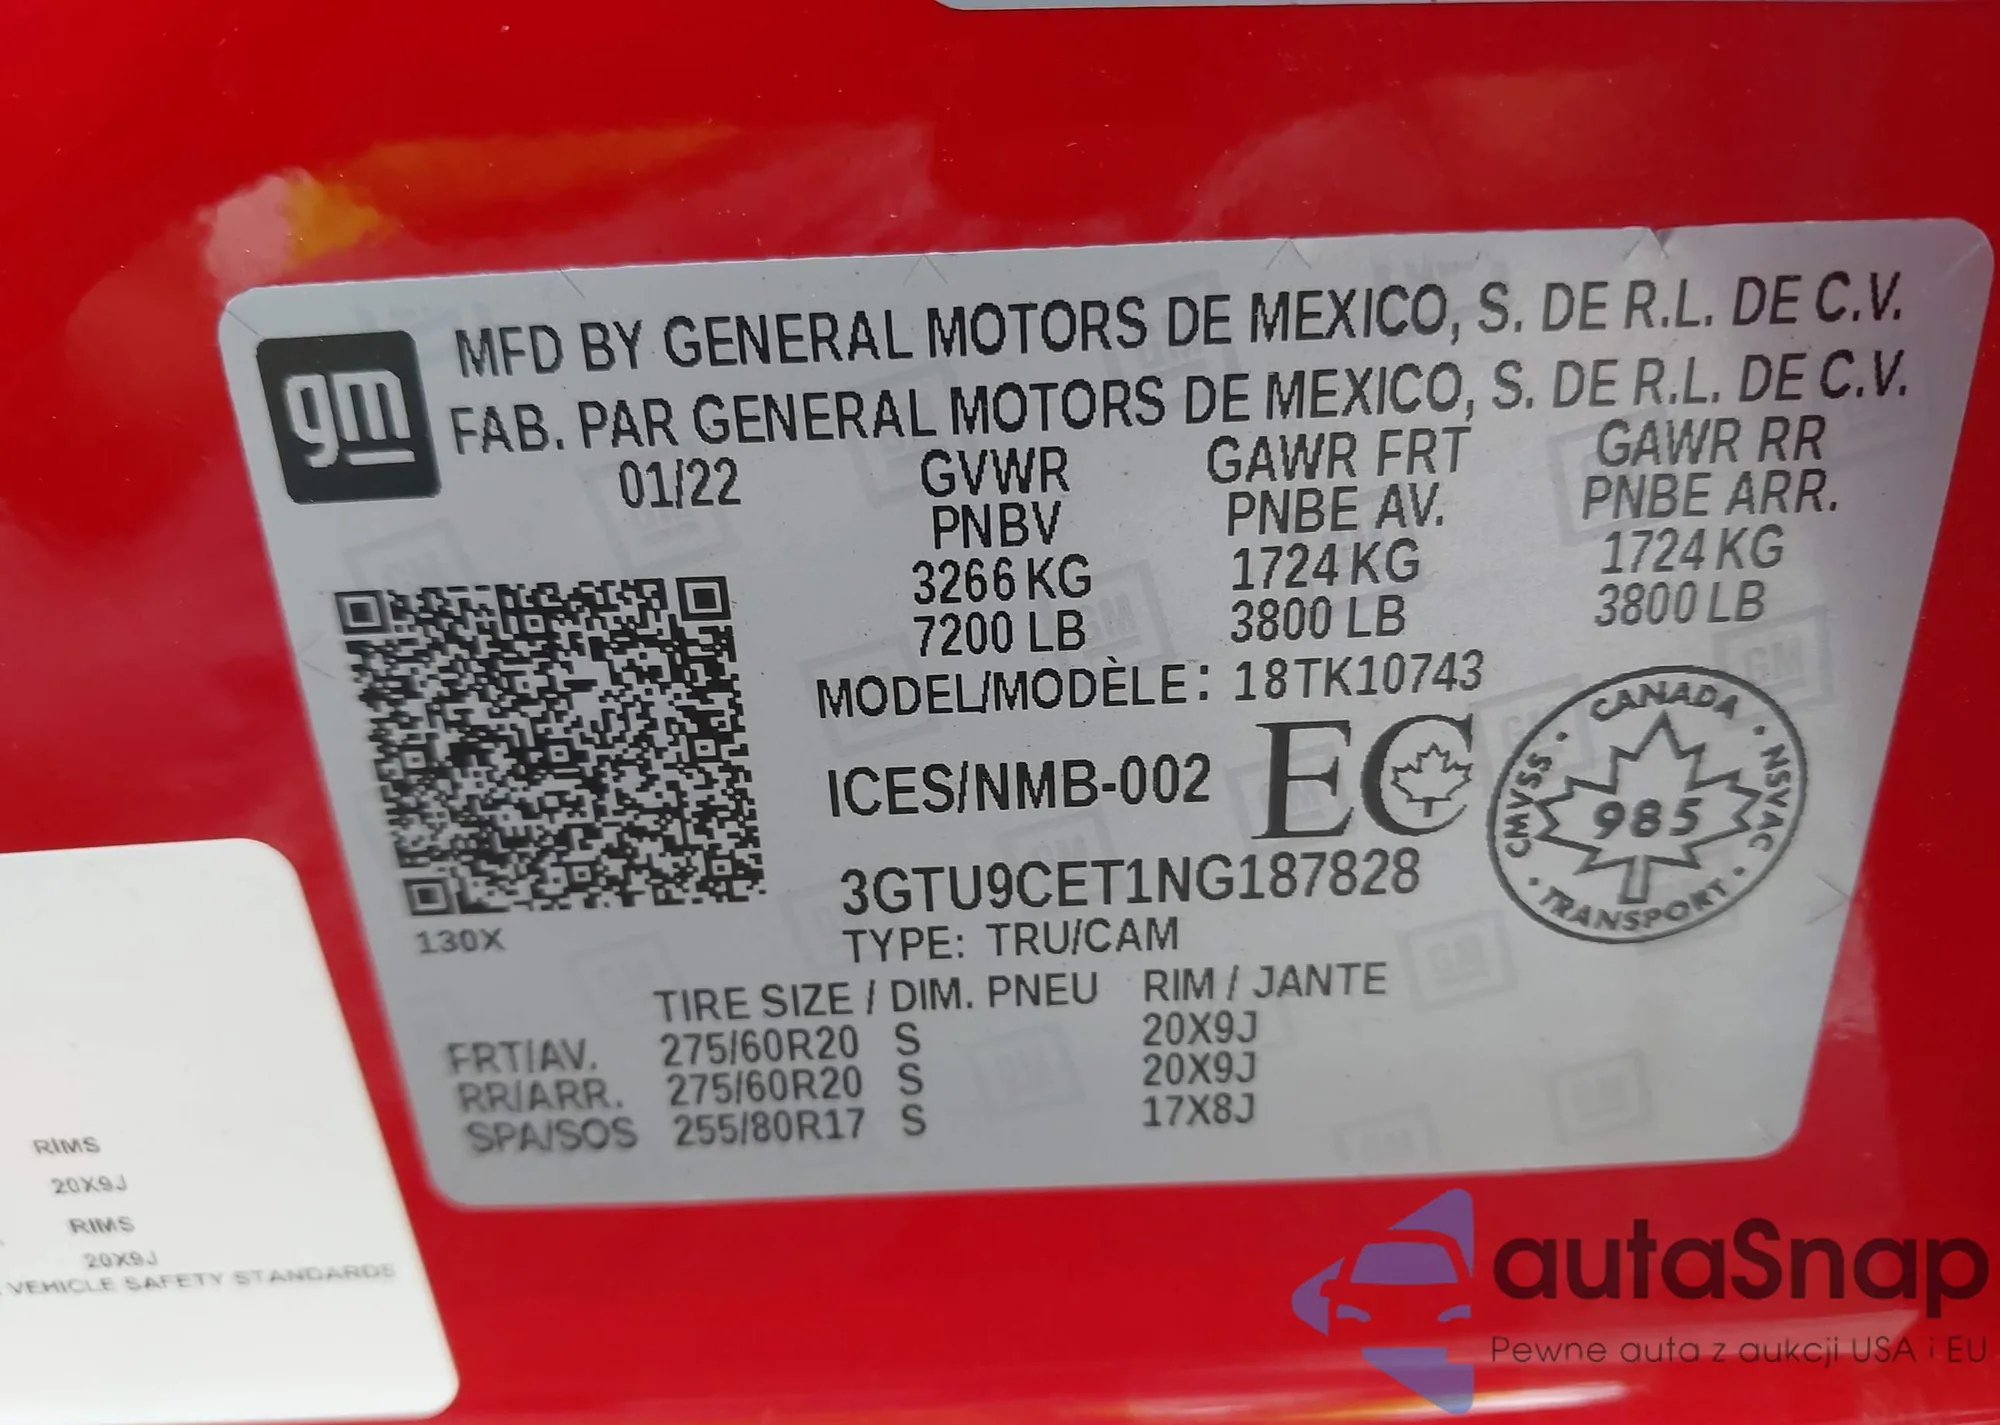 gm
MFD BY GENERAL MOTORS DE MEXICO, S. DE R.L. DE C.V.
FAB. PAR GENERAL MOTORS DE MEXICO, S. DE R.L. DE C.V.
01/22 GVWR GAWR FRT GAWR RR
PNBV PNBE AV. PNBE ARR.
3266 KG 1724 KG 1724 KG
7200 LB 3800 LB 3800 LB
MODEL/MODÈLE: 18TK10743
ICES/NMB-002 EC
CANADA · NSVAC · TRANSPORT · CMVSS ·
985
3GTU9CET1NG187828
130X
TYPE: TRU/CAM
TIRE SIZE / DIM. PNEU RIM / JANTE
FRT/AV. 275/60R20 S 20X9J
RR/ARR. 275/60R20 S 20X9J
SPA/SOS 255/80R17 S 17X8J
RIMS
20X9J
RIMS
20X9J
VEHICLE SAFETY STANDARDS
autaSnap
Pewne auta z aukcji USA i EU